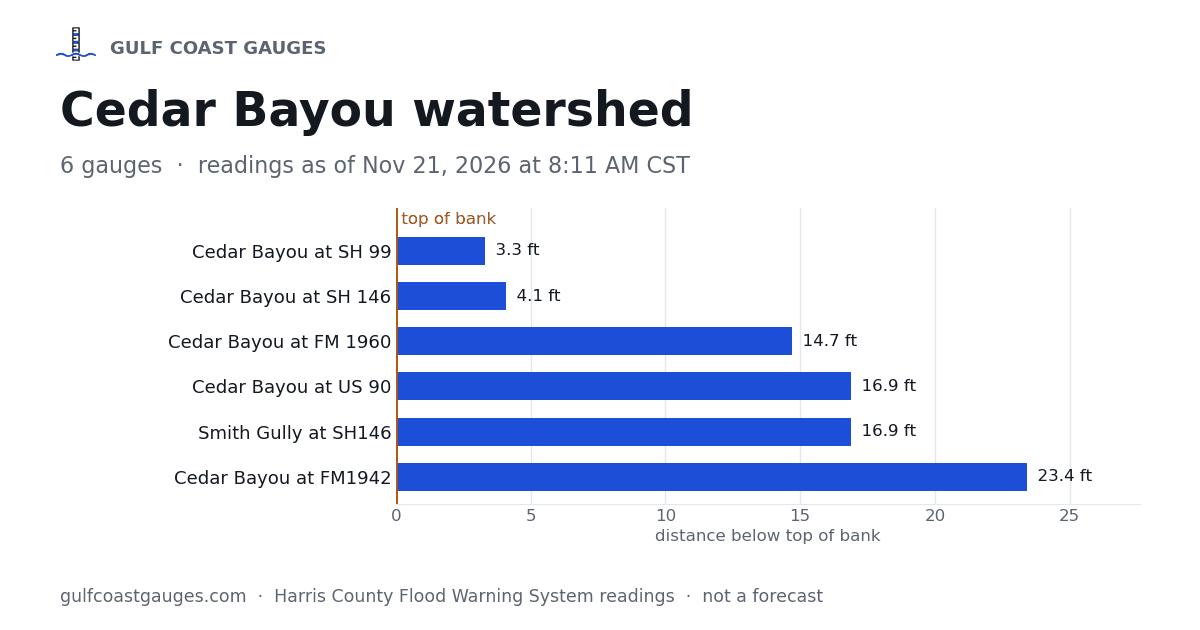 GULF COAST GAUGES
Cedar Bayou watershed
6 gauges · readings as of Nov 21, 2026 at 8:11 AM CST
top of bank
Cedar Bayou at SH 99 3.3 ft
Cedar Bayou at SH 146 4.1 ft
Cedar Bayou at FM 1960 14.7 ft
Cedar Bayou at US 90 16.9 ft
Smith Gully at SH146 16.9 ft
Cedar Bayou at FM1942 23.4 ft
0 5 10 15 20 25
distance below top of bank
gulfcoastgauges.com · Harris County Flood Warning System readings · not a forecast